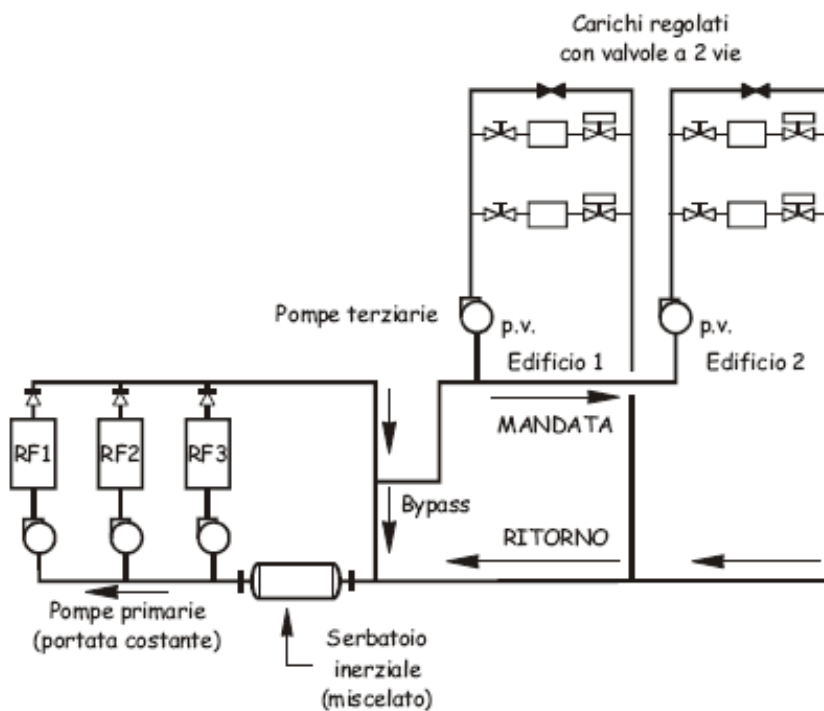 Carichi regolati
con valvole a 2 vie
Pompe terziarie
p.v.
p.v.
Edificio 1
Edificio 2
MANDATA
RF1
RF2
RF3
Bypass
RITORNO
Pompe primarie
(portata costante)
Serbatoio
inerziale
(miscelato)